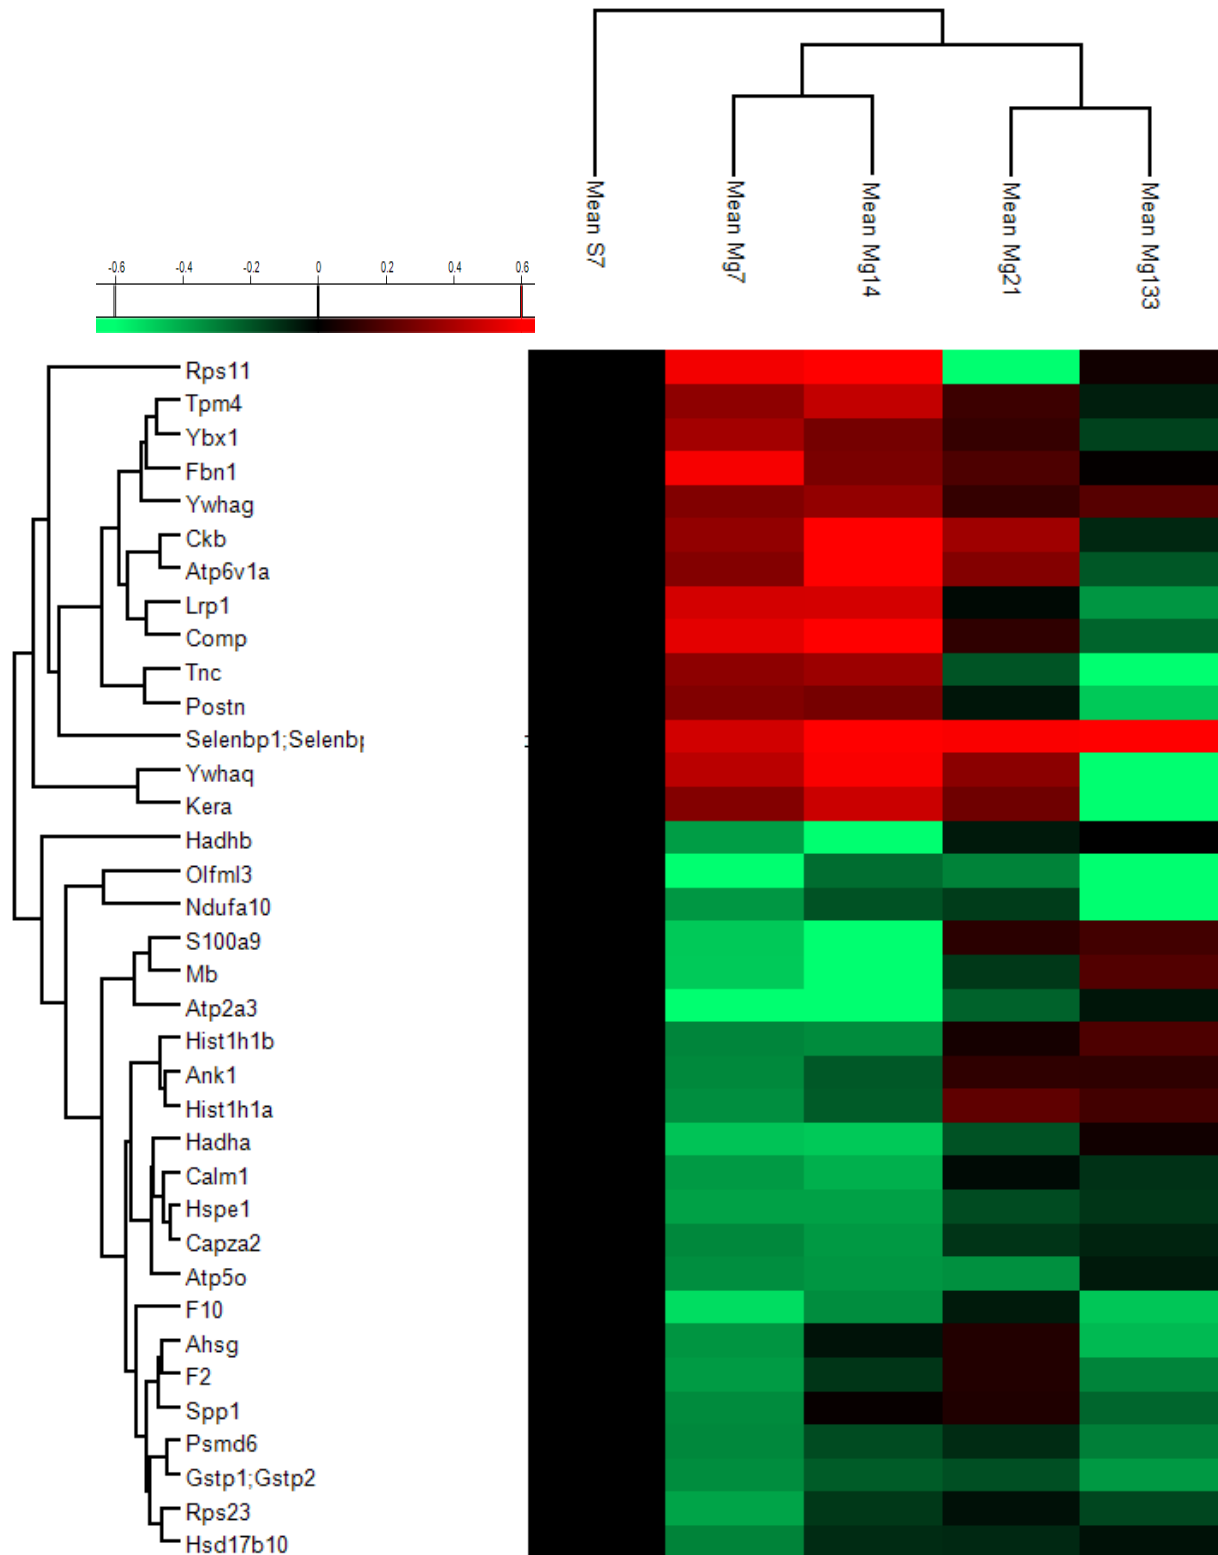 Mean S7
Mean Mg7
Mean Mg14
Mean Mg21
Mean Mg133
-0.6 -0.4 -0.2 0 0.2 0.4 0.6
Rps11
Tpm4
Ybx1
Fbn1
Ywhag
Ckb
Atp6v1a
Lrp1
Comp
Tnc
Postn
Selenbp1;Selenbp
Ywhaq
Kera
Hadhb
Olfml3
Ndufa10
S100a9
Mb
Atp2a3
Hist1h1b
Ank1
Hist1h1a
Hadha
Calm1
Hspe1
Capza2
Atp5o
F10
Ahsg
F2
Spp1
Psmd6
Gstp1;Gstp2
Rps23
Hsd17b10